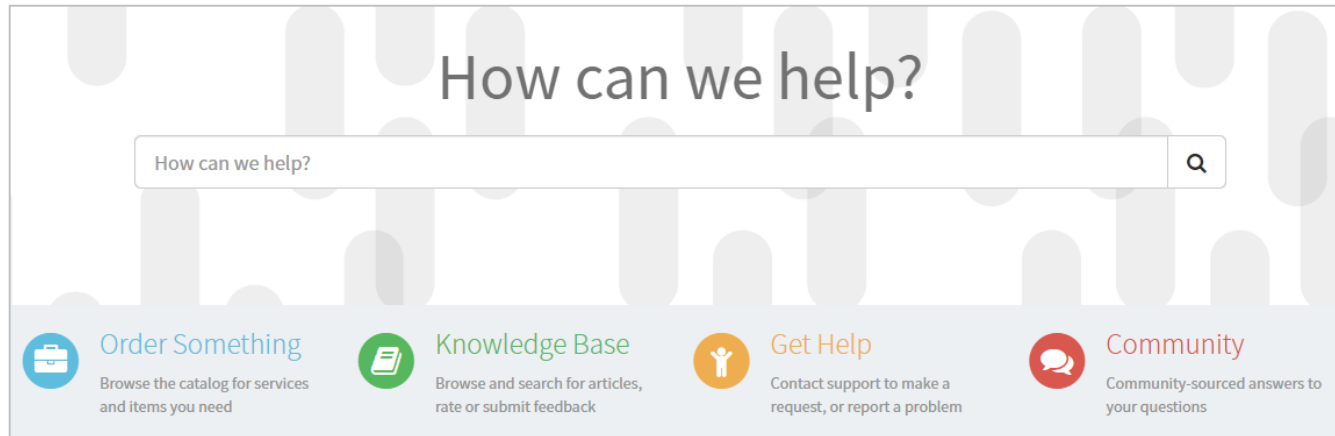 How can we help?
How can we help?
Order Something
Browse the catalog for services
and items you need
Knowledge Base
Browse and search for articles,
rate or submit feedback
Get Help
Contact support to make a
request, or report a problem
Community
Community-sourced answers to
your questions